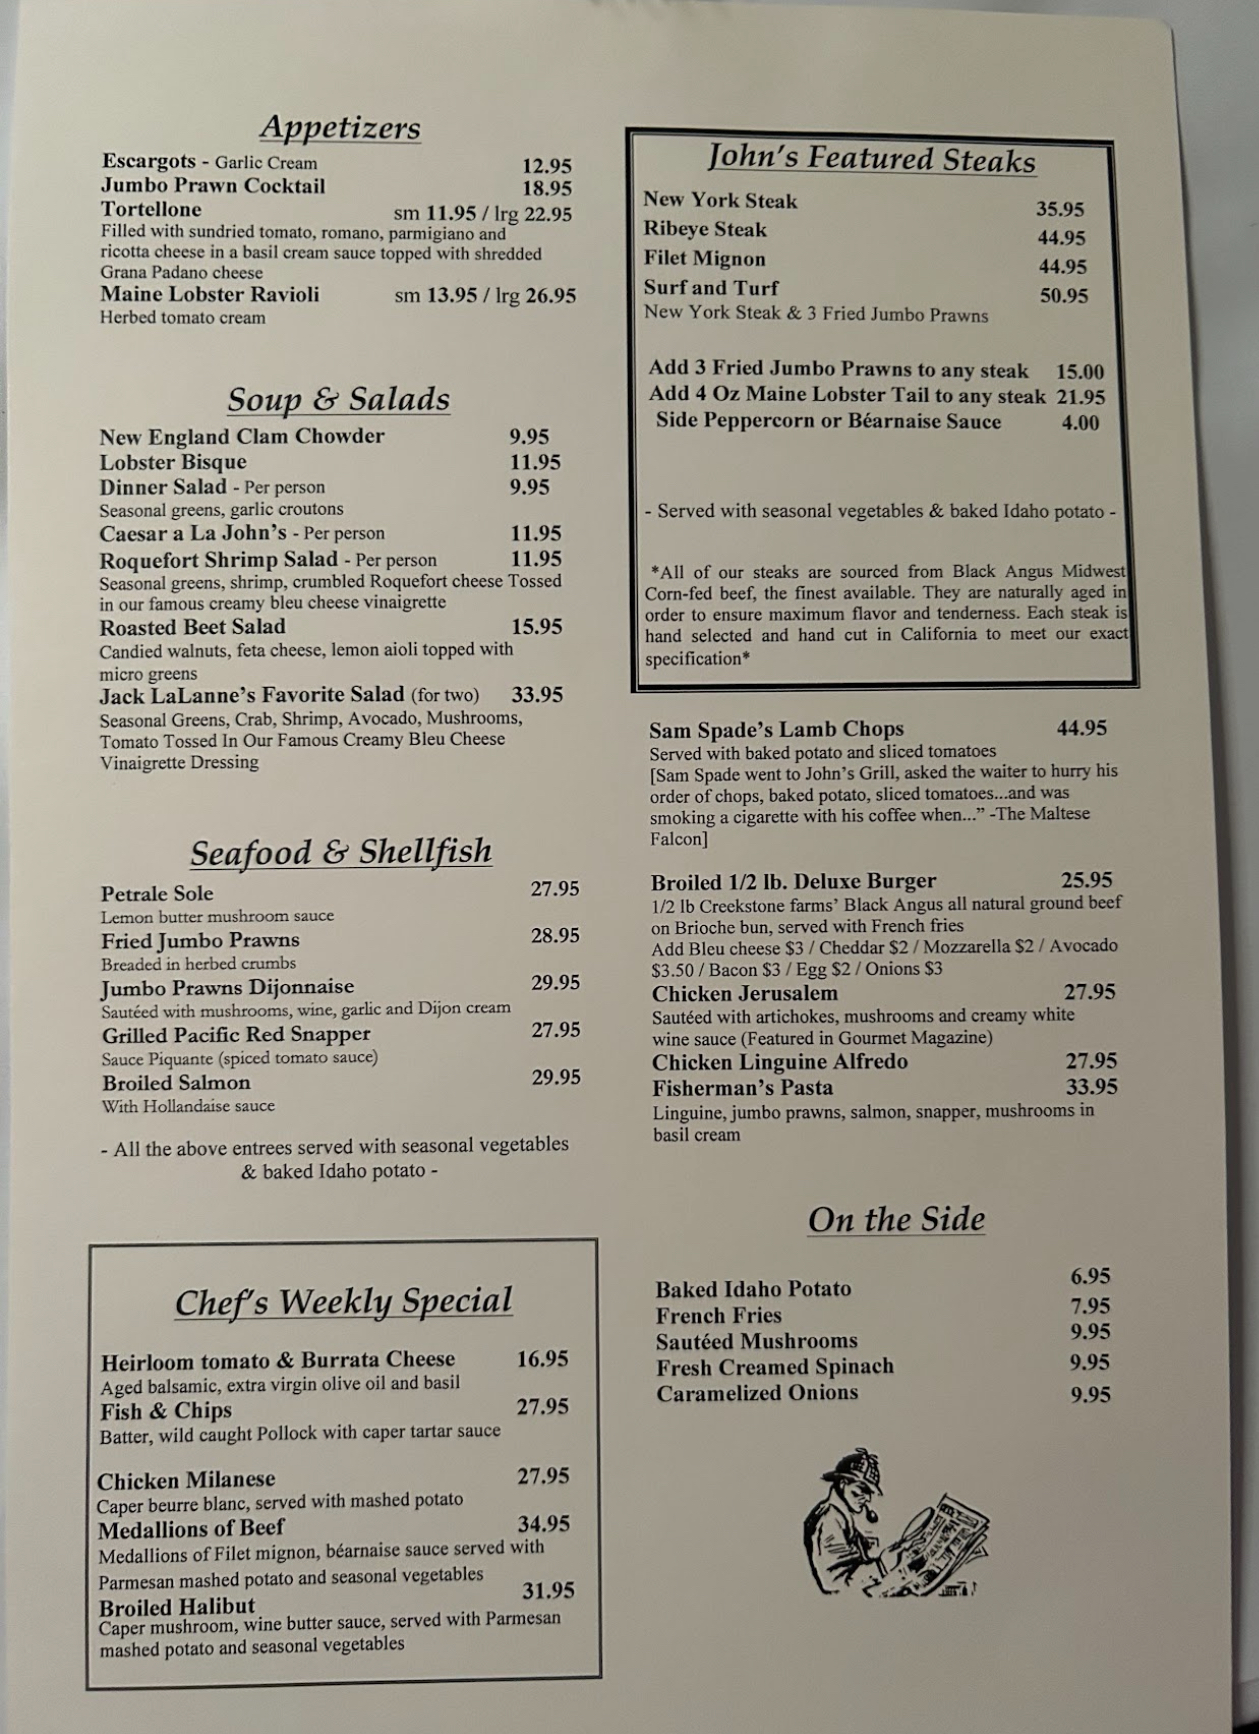 Appetizers
Escargots - Garlic Cream 12.95
Jumbo Prawn Cocktail 18.95
Tortellone sm 11.95 / lrg 22.95
Filled with sundried tomato, romano, parmigiano and
ricotta cheese in a basil cream sauce topped with shredded
Grana Padano cheese
Maine Lobster Ravioli sm 13.95 / lrg 26.95
Herbed tomato cream
Soup & Salads
New England Clam Chowder 9.95
Lobster Bisque 11.95
Dinner Salad - Per person 9.95
Seasonal greens, garlic croutons
Caesar a La John's - Per person 11.95
Roquefort Shrimp Salad - Per person 11.95
Seasonal greens, shrimp, crumbled Roquefort cheese Tossed
in our famous creamy bleu cheese vinaigrette
Roasted Beet Salad 15.95
Candied walnuts, feta cheese, lemon aioli topped with
micro greens
Jack LaLanne's Favorite Salad (for two) 33.95
Seasonal Greens, Crab, Shrimp, Avocado, Mushrooms,
Tomato Tossed In Our Famous Creamy Bleu Cheese
Vinaigrette Dressing
Seafood & Shellfish
Petrale Sole 27.95
Lemon butter mushroom sauce
Fried Jumbo Prawns 28.95
Breaded in herbed crumbs
Jumbo Prawns Dijonnaise 29.95
Sautéed with mushrooms, wine, garlic and Dijon cream
Grilled Pacific Red Snapper 27.95
Sauce Piquante (spiced tomato sauce)
Broiled Salmon 29.95
With Hollandaise sauce
- All the above entrees served with seasonal vegetables
& baked Idaho potato -
Chef's Weekly Special
Heirloom tomato & Burrata Cheese 16.95
Aged balsamic, extra virgin olive oil and basil
Fish & Chips 27.95
Batter, wild caught Pollock with caper tartar sauce
Chicken Milanese 27.95
Caper beurre blanc, served with mashed potato
Medallions of Beef 34.95
Medallions of Filet mignon, béarnaise sauce served with
Parmesan mashed potato and seasonal vegetables
Broiled Halibut 31.95
Caper mushroom, wine butter sauce, served with Parmesan
mashed potato and seasonal vegetables
John's Featured Steaks
New York Steak 35.95
Ribeye Steak 44.95
Filet Mignon 44.95
Surf and Turf 50.95
New York Steak & 3 Fried Jumbo Prawns
Add 3 Fried Jumbo Prawns to any steak 15.00
Add 4 Oz Maine Lobster Tail to any steak 21.95
Side Peppercorn or Béarnaise Sauce 4.00
- Served with seasonal vegetables & baked Idaho potato -
*All of our steaks are sourced from Black Angus Midwest
Corn-fed beef, the finest available. They are naturally aged in
order to ensure maximum flavor and tenderness. Each steak is
hand selected and hand cut in California to meet our exact
specification*
Sam Spade's Lamb Chops 44.95
Served with baked potato and sliced tomatoes
[Sam Spade went to John's Grill, asked the waiter to hurry his
order of chops, baked potato, sliced tomatoes...and was
smoking a cigarette with his coffee when..." -The Maltese
Falcon]
Broiled 1/2 lb. Deluxe Burger 25.95
1/2 lb Creekstone farms' Black Angus all natural ground beef
on Brioche bun, served with French fries
Add Bleu cheese $3 / Cheddar $2 / Mozzarella $2 / Avocado
$3.50 / Bacon $3 / Egg $2 / Onions $3
Chicken Jerusalem 27.95
Sautéed with artichokes, mushrooms and creamy white
wine sauce (Featured in Gourmet Magazine)
Chicken Linguine Alfredo 27.95
Fisherman's Pasta 33.95
Linguine, jumbo prawns, salmon, snapper, mushrooms in
basil cream
On the Side
Baked Idaho Potato 6.95
French Fries 7.95
Sautéed Mushrooms 9.95
Fresh Creamed Spinach 9.95
Caramelized Onions 9.95